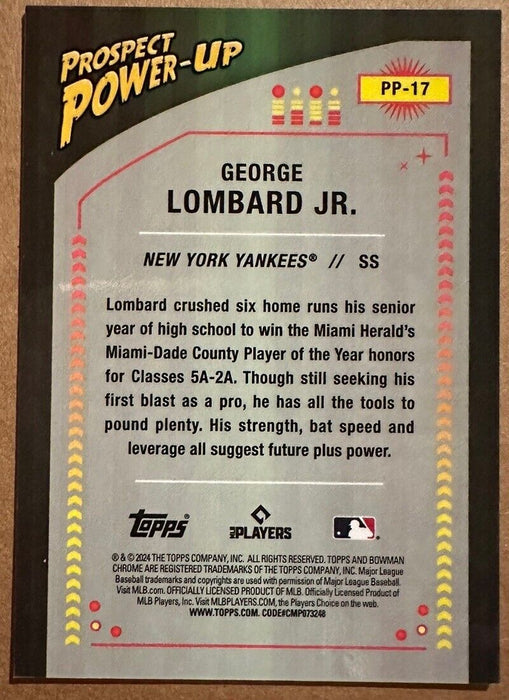 PROSPECT
POWER-UP
PP-17
GEORGE
LOMBARD JR.
NEW YORK YANKEES® // SS
Lombard crushed six home runs his senior
year of high school to win the Miami Herald's
Miami-Dade County Player of the Year honors
for Classes 5A-2A. Though still seeking his
first blast as a pro, he has all the tools to
pound plenty. His strength, bat speed and
leverage all suggest future plus power.
Topps®
MLB PLAYERS
® & © 2024 THE TOPPS COMPANY, INC. ALL RIGHTS RESERVED. TOPPS AND BOWMAN
CHROME ARE REGISTERED TRADEMARKS OF THE TOPPS COMPANY, INC. Major League
Baseball trademarks and copyrights are used with permission of Major League Baseball.
Visit MLB.com. OFFICIALLY LICENSED PRODUCT OF MLB. Officially Licensed Product of
MLB Players, Inc. Visit MLBPLAYERS.COM, the Players Choice on the web.
WWW.TOPPS.COM. CODE#CMP073248